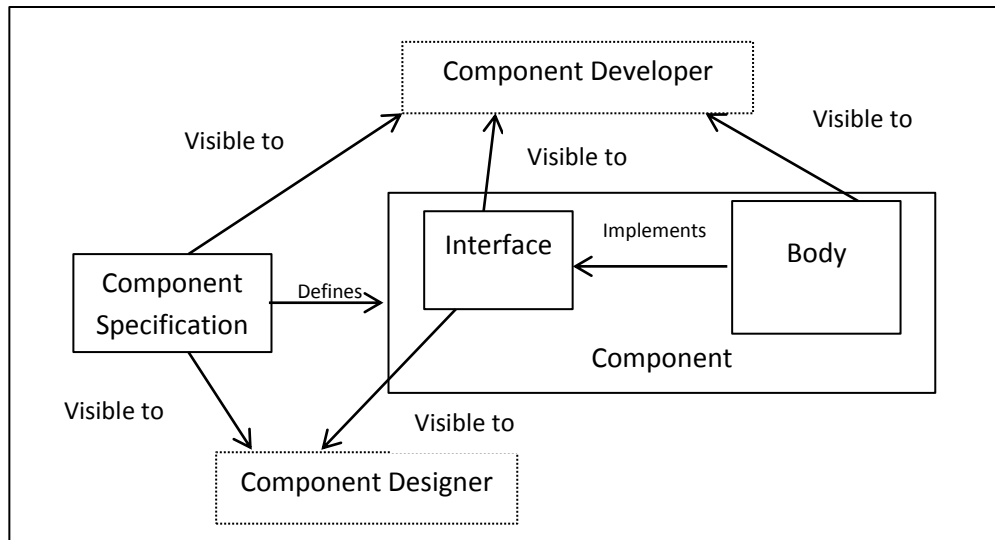 Component Developer
Visible to
Visible to
Visible to
Interface
Implements
Body
Component
Specification
Defines
Component
Visible to
Visible to
Component Designer